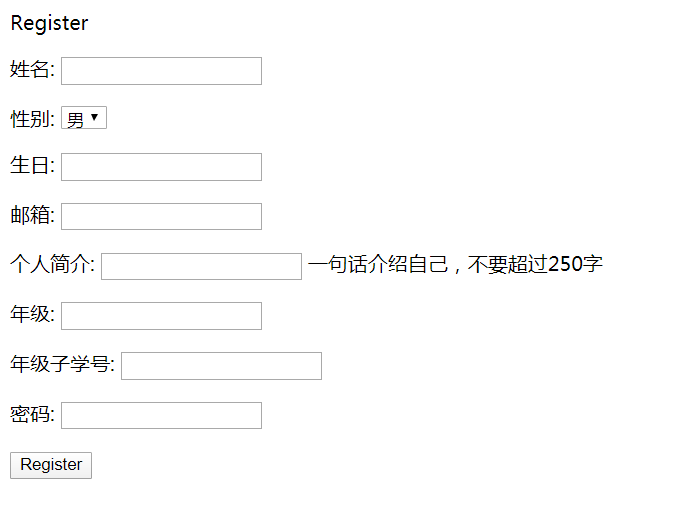 Register
姓名:
性别: 男
生日:
邮箱:
个人简介: 一句话介绍自己，不要超过250字
年级:
年级子学号:
密码:
Register